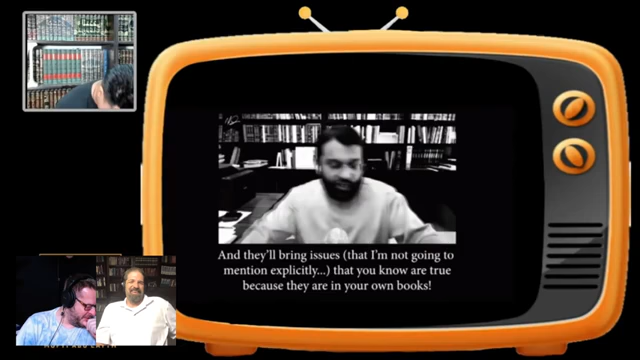 And they'll bring issues (that I'm not going to
mention explicitly...) that you know are true
because they are in your own books!